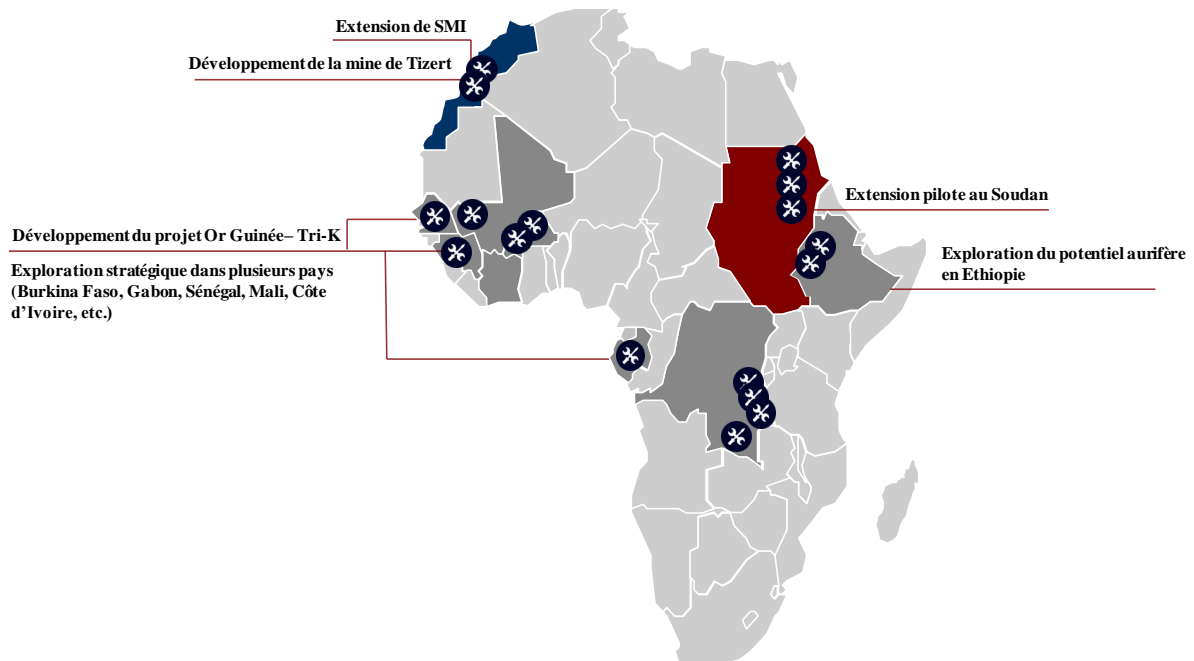 Extension de SMI
Développement de la mine de Tizert
Extension pilote au Soudan
Développement du projet Or Guinée– Tri-K
Exploration stratégique dans plusieurs pays
(Burkina Faso, Gabon, Sénégal, Mali, Côte
d’Ivoire, etc.)
Exploration du potentiel aurifère
en Ethiopie